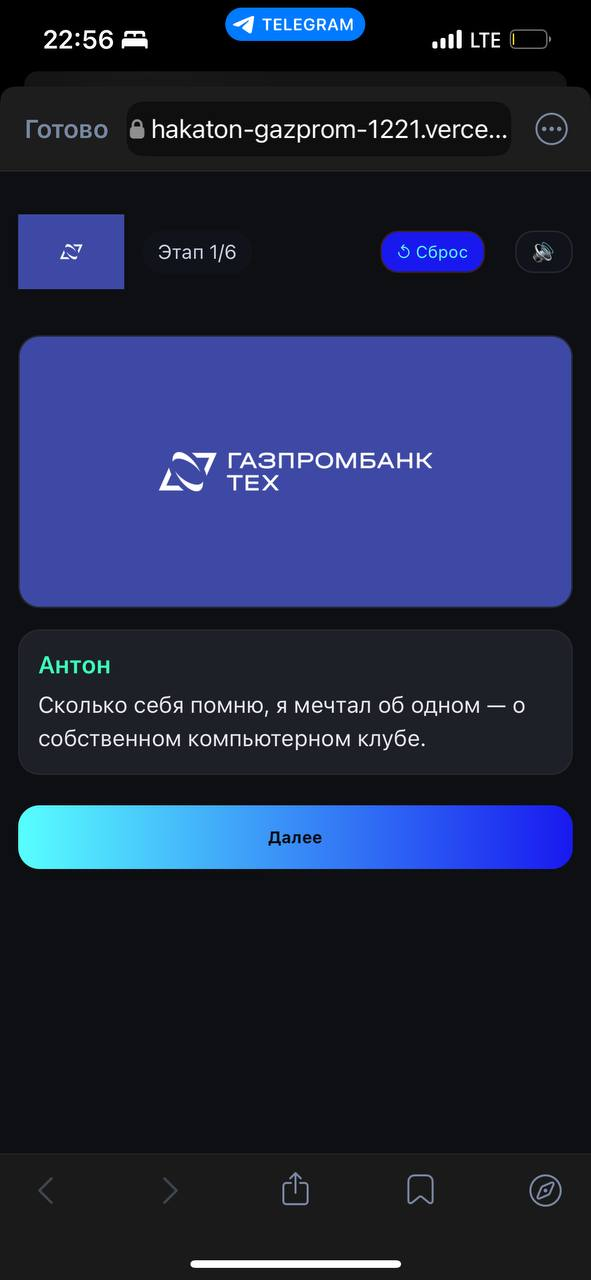 22:56
TELEGRAM
LTE
Готово
hakaton-gazprom-1221.verce...
Этап 1/6
Сброс
ГАЗПРОМБАНК
ТЕХ
Антон
Сколько себя помню, я мечтал об одном — о
собственном компьютерном клубе.
Далее